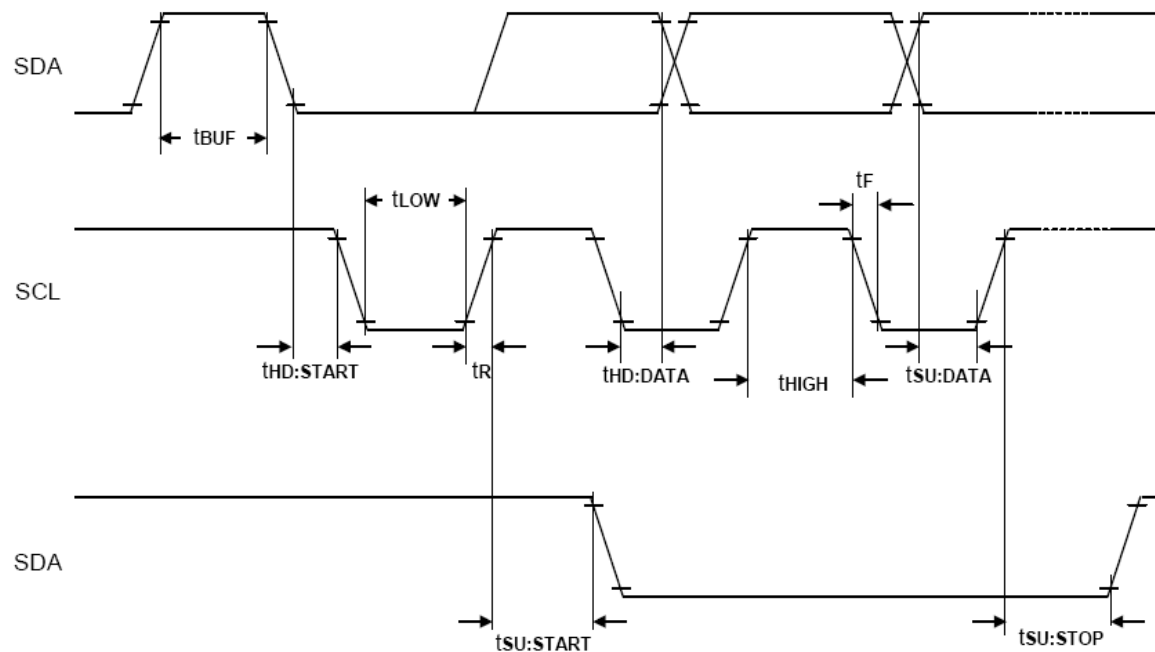 SDA
tBUF
tLOW
tF
SCL
tHD:START
tR
tHD:DATA
tHIGH
tSU:DATA
SDA
tSU:START
tSU:STOP